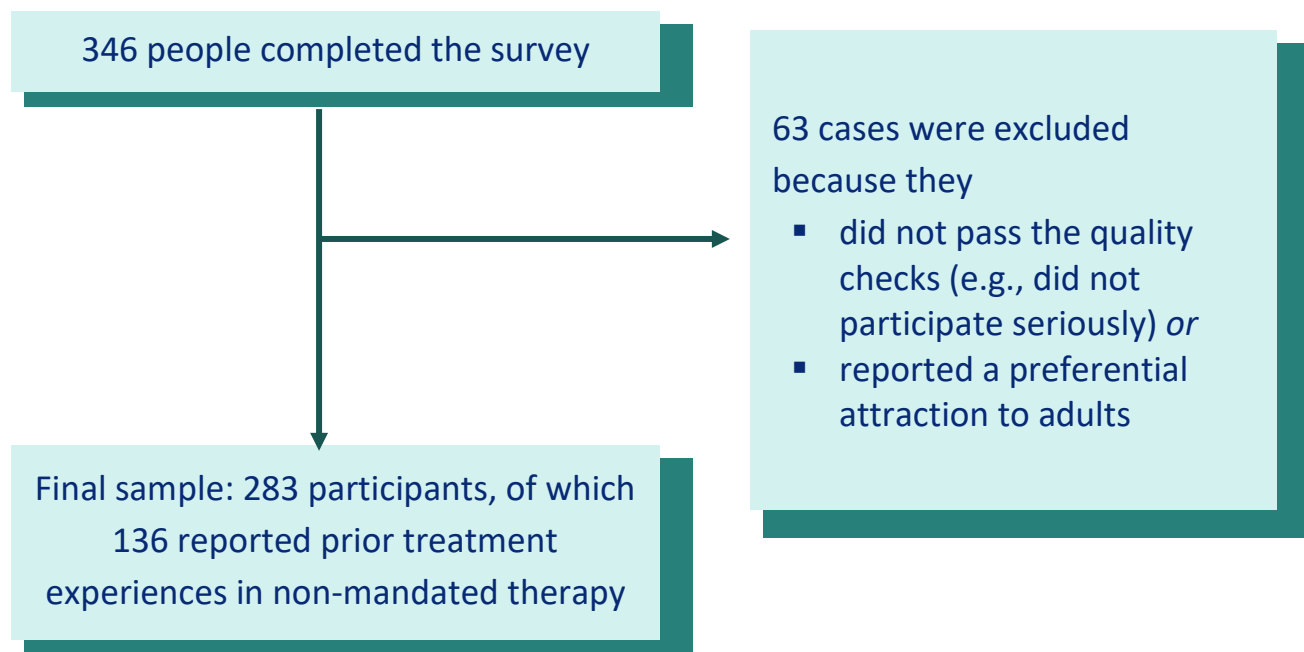 346 people completed the survey
63 cases were excluded
because they
▪ did not pass the quality
checks (e.g., did not
participate seriously) or
▪ reported a preferential
attraction to adults
Final sample: 283 participants, of which
136 reported prior treatment
experiences in non-mandated therapy